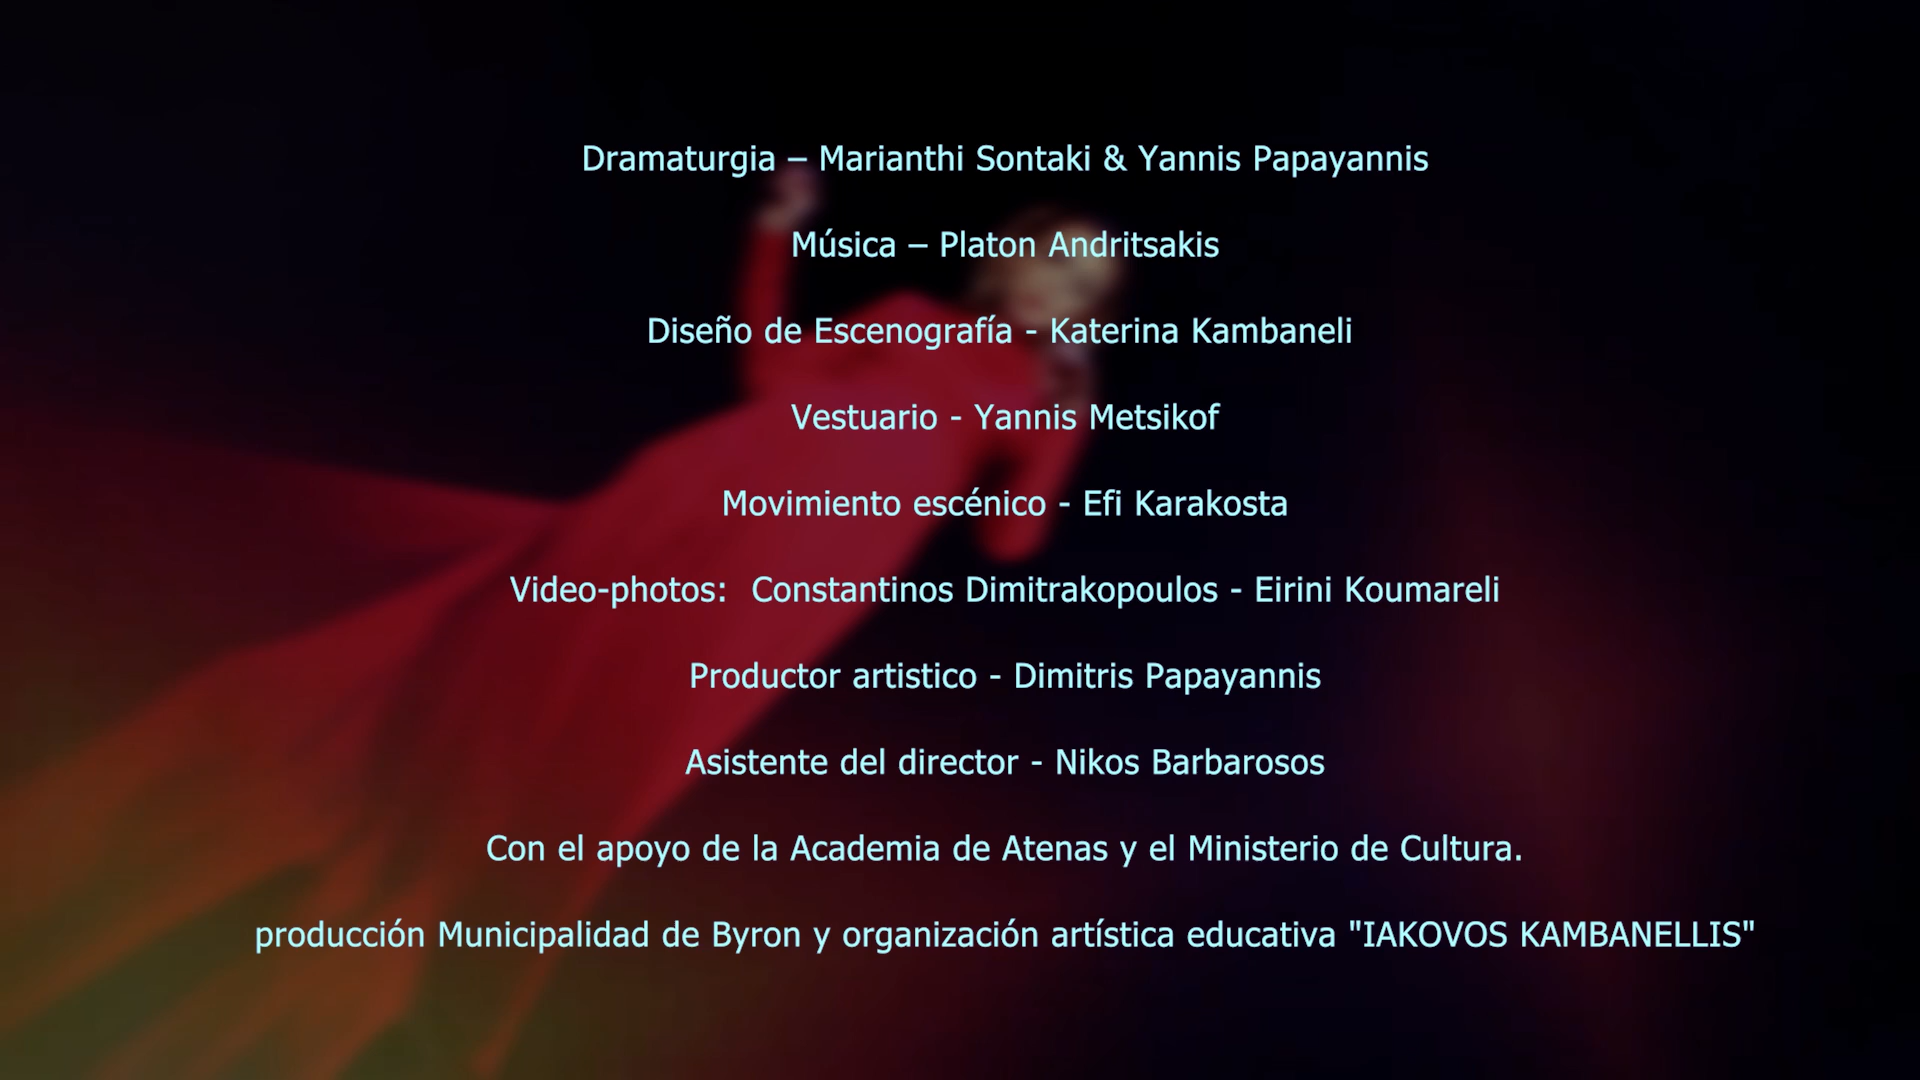 Dramaturgia – Marianthi Sontaki & Yannis Papayannis
Música – Platon Andritsakis
Diseño de Escenografía - Katerina Kambaneli
Vestuario - Yannis Metsikof
Movimiento escénico - Efi Karakosta
Video-photos:  Constantinos Dimitrakopoulos - Eirini Koumareli
Productor artistico - Dimitris Papayannis
Asistente del director - Nikos Barbarosos
Con el apoyo de la Academia de Atenas y el Ministerio de Cultura.
producción Municipalidad de Byron y organización artística educativa "IAKOVOS KAMBANELLIS"